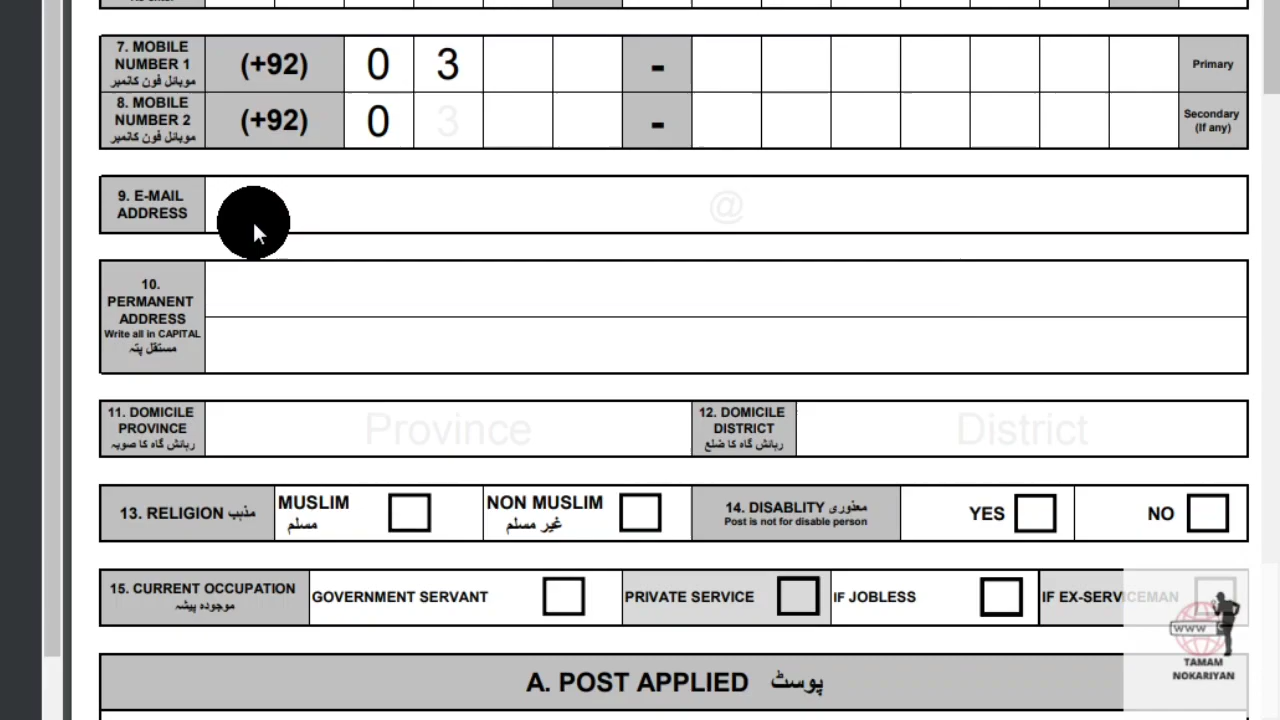 7. MOBILE
NUMBER 1
موبائل فون کانمبر
(+92)
0 3
-
Primary
8. MOBILE
NUMBER 2
موبائل فون کانمبر
(+92)
0 3
-
Secondary
(If any)
9. E-MAIL
ADDRESS
@
10.
PERMANENT
ADDRESS
Write all in CAPITAL
مستقل پتہ
11. DOMICILE
PROVINCE
رہائش گاہ کا صوبہ
Province
12. DOMICILE
DISTRICT
رہائش گاہ کا ضلع
District
13. RELIGION مذہب
MUSLIM
مسلم
NON MUSLIM
غیر مسلم
14. DISABLITY معذوری
Post is not for disable person
YES
NO
15. CURRENT OCCUPATION
موجودہ پیشہ
GOVERNMENT SERVANT
PRIVATE SERVICE
IF JOBLESS
IF EX-SERVICEMAN
www
TAMAM
NOKARIYAN
A. POST APPLIED پوسٹ